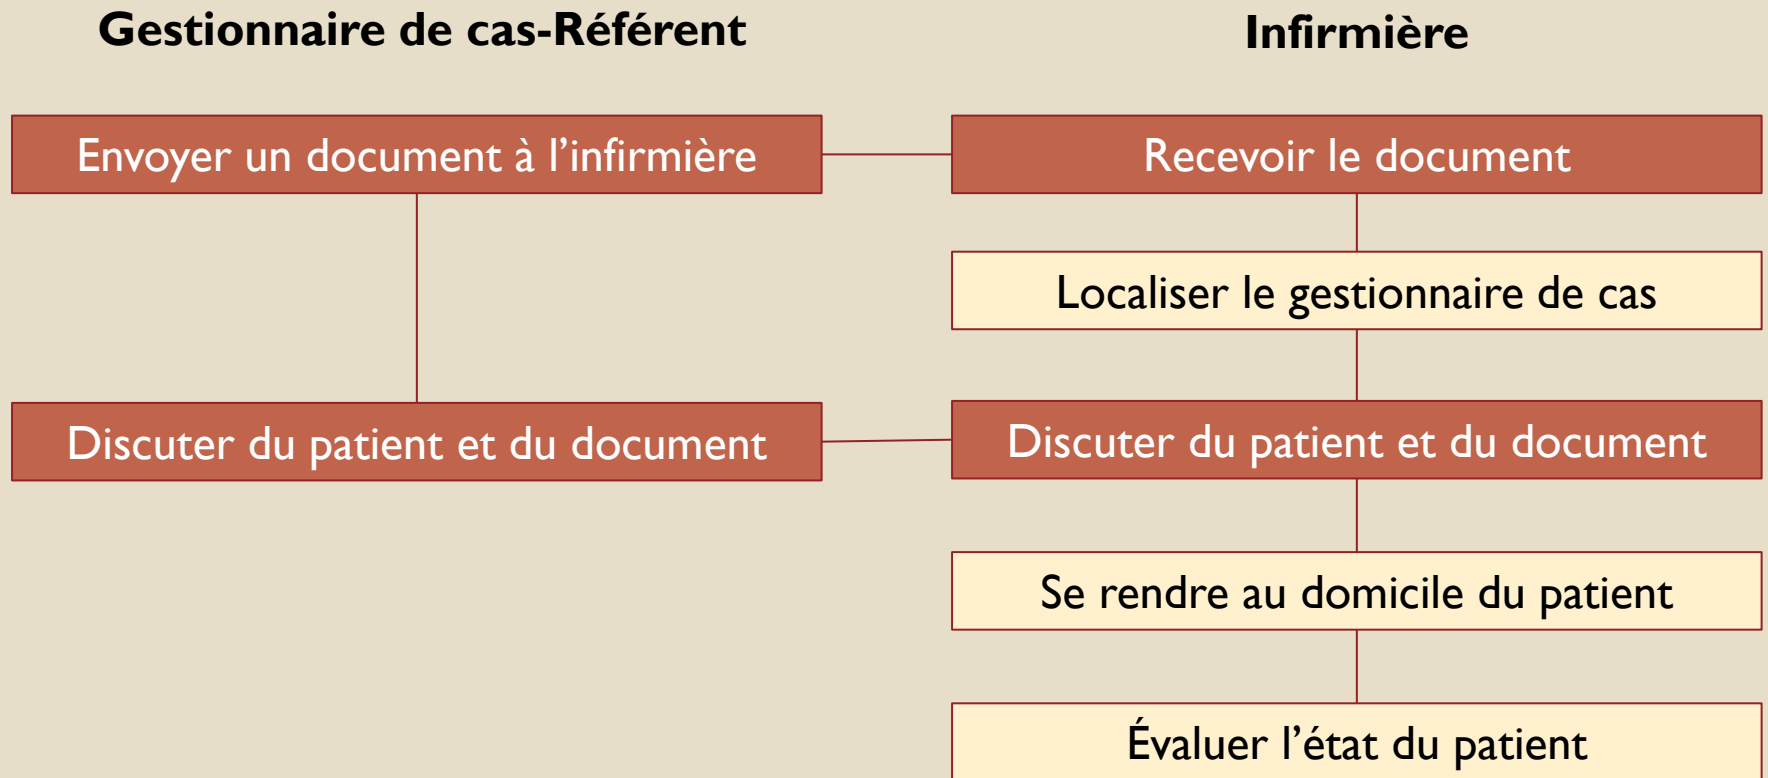 Gestionnaire de cas-Référent
Infirmière
Envoyer un document à l’infirmière
Recevoir le document
Localiser le gestionnaire de cas
Discuter du patient et du document
Discuter du patient et du document
Se rendre au domicile du patient
Évaluer l’état du patient